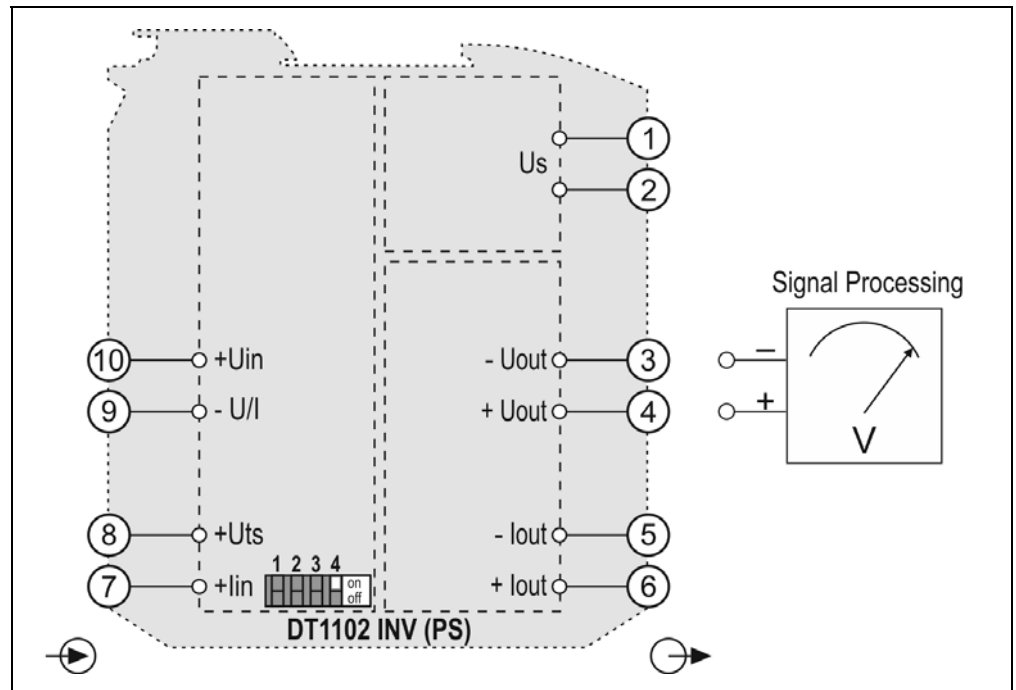 1
Us
2
Signal Processing
10 +Uin
- Uout 3
−
9 - U/I
+ Uout 4
+
V
8 +Uts
- Iout 5
1 2 3 4
7 +Iin
on
off
+ Iout 6
DT1102 INV (PS)